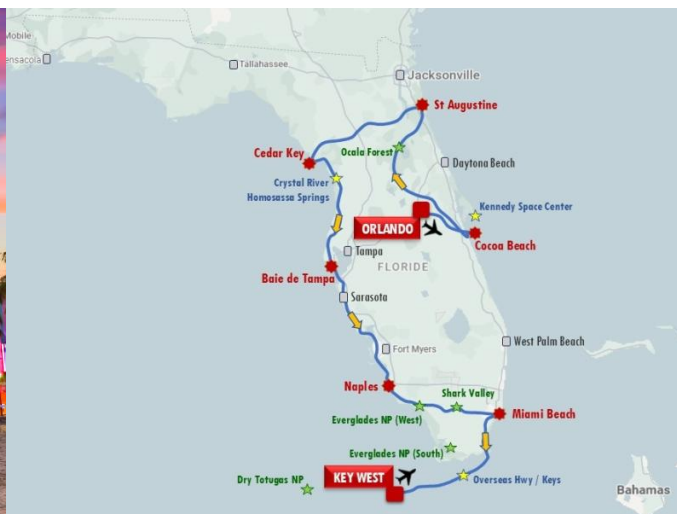 Mobile
ensacola
Tallahassee
Jacksonville
St Augustine
Cedar Key
Ocala Forest
Daytona Beach
Crystal River
Homosassa Springs
Kennedy Space Center
ORLANDO
Cocoa Beach
Tampa
FLORIDE
Baie de Tampa
Sarasota
West Palm Beach
Fort Myers
Naples
Shark Valley
Everglades NP (West)
Miami Beach
Everglades NP (South)
Dry Totugas NP
KEY WEST
Overseas Hwy / Keys
Bahamas